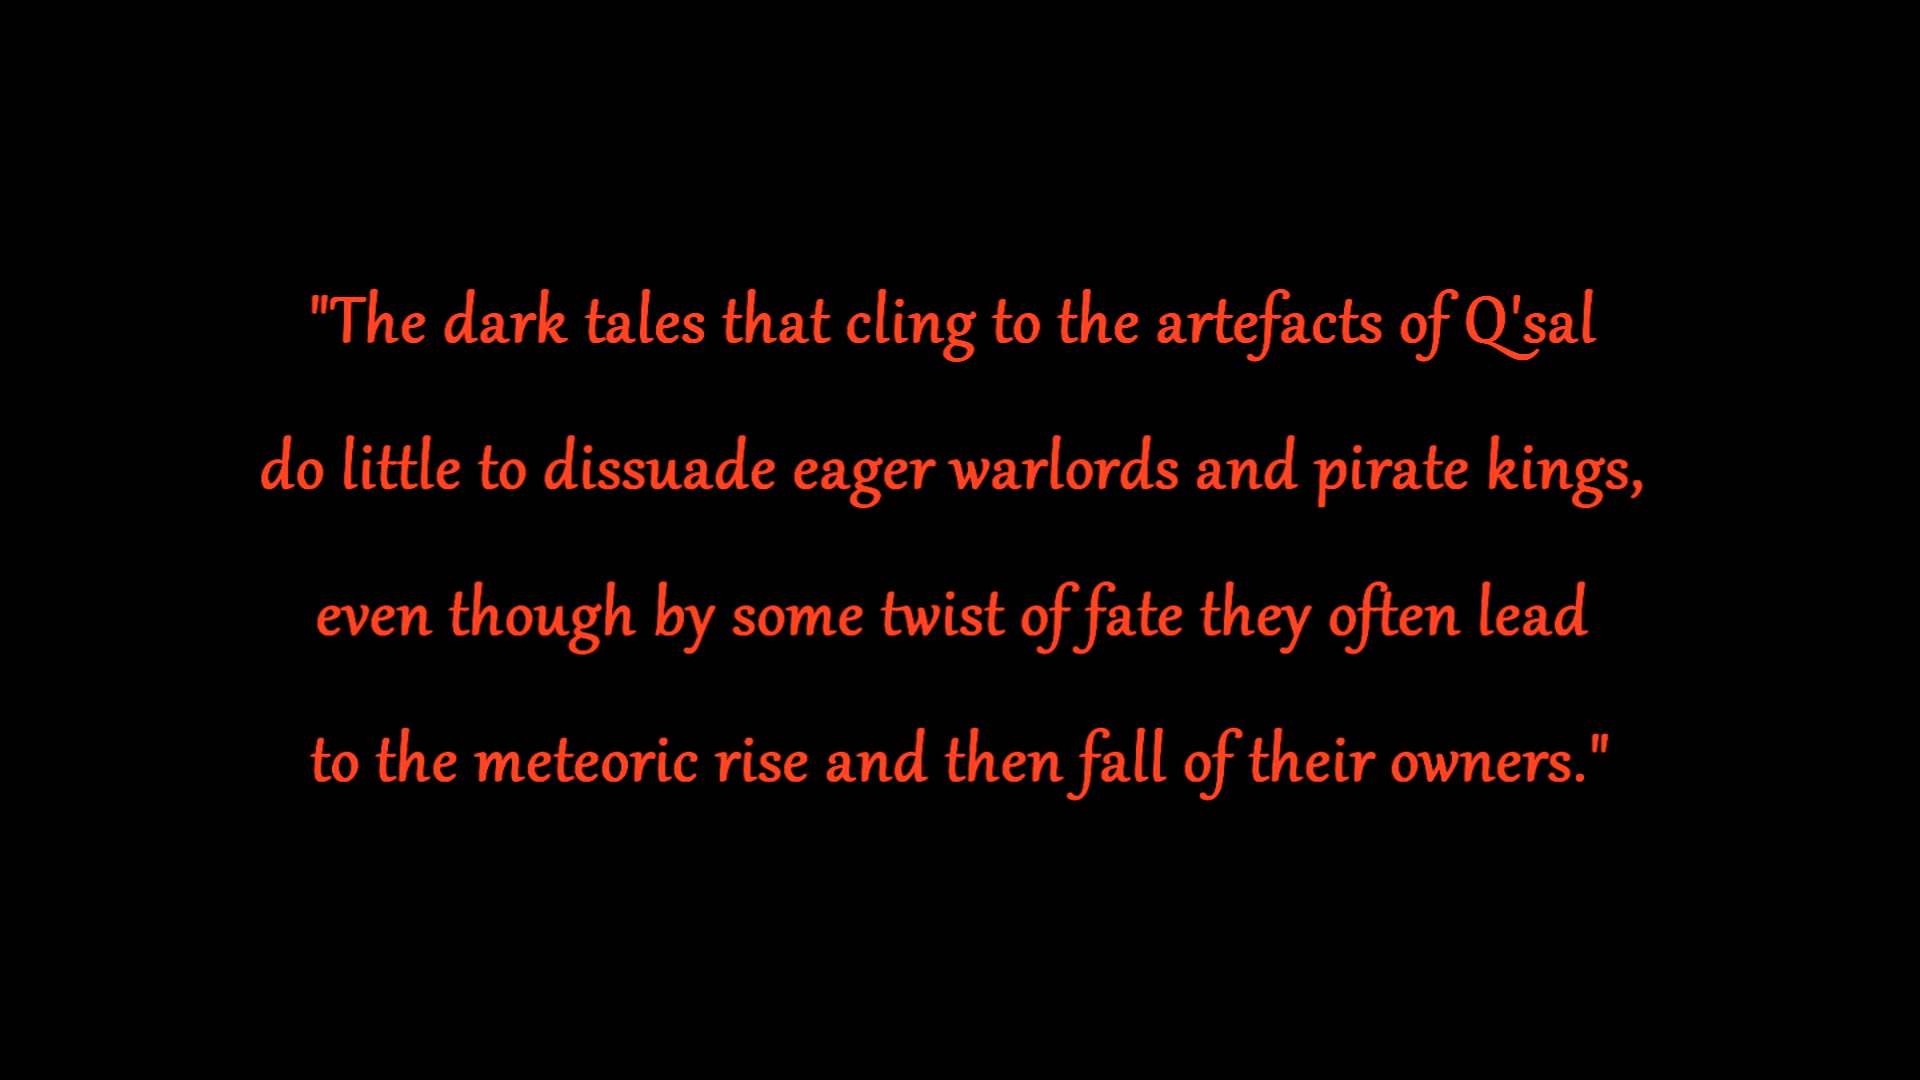 "The dark tales that cling to the artefacts of Q'sal
do little to dissuade eager warlords and pirate kings,
even though by some twist of fate they often lead
to the meteoric rise and then fall of their owners."